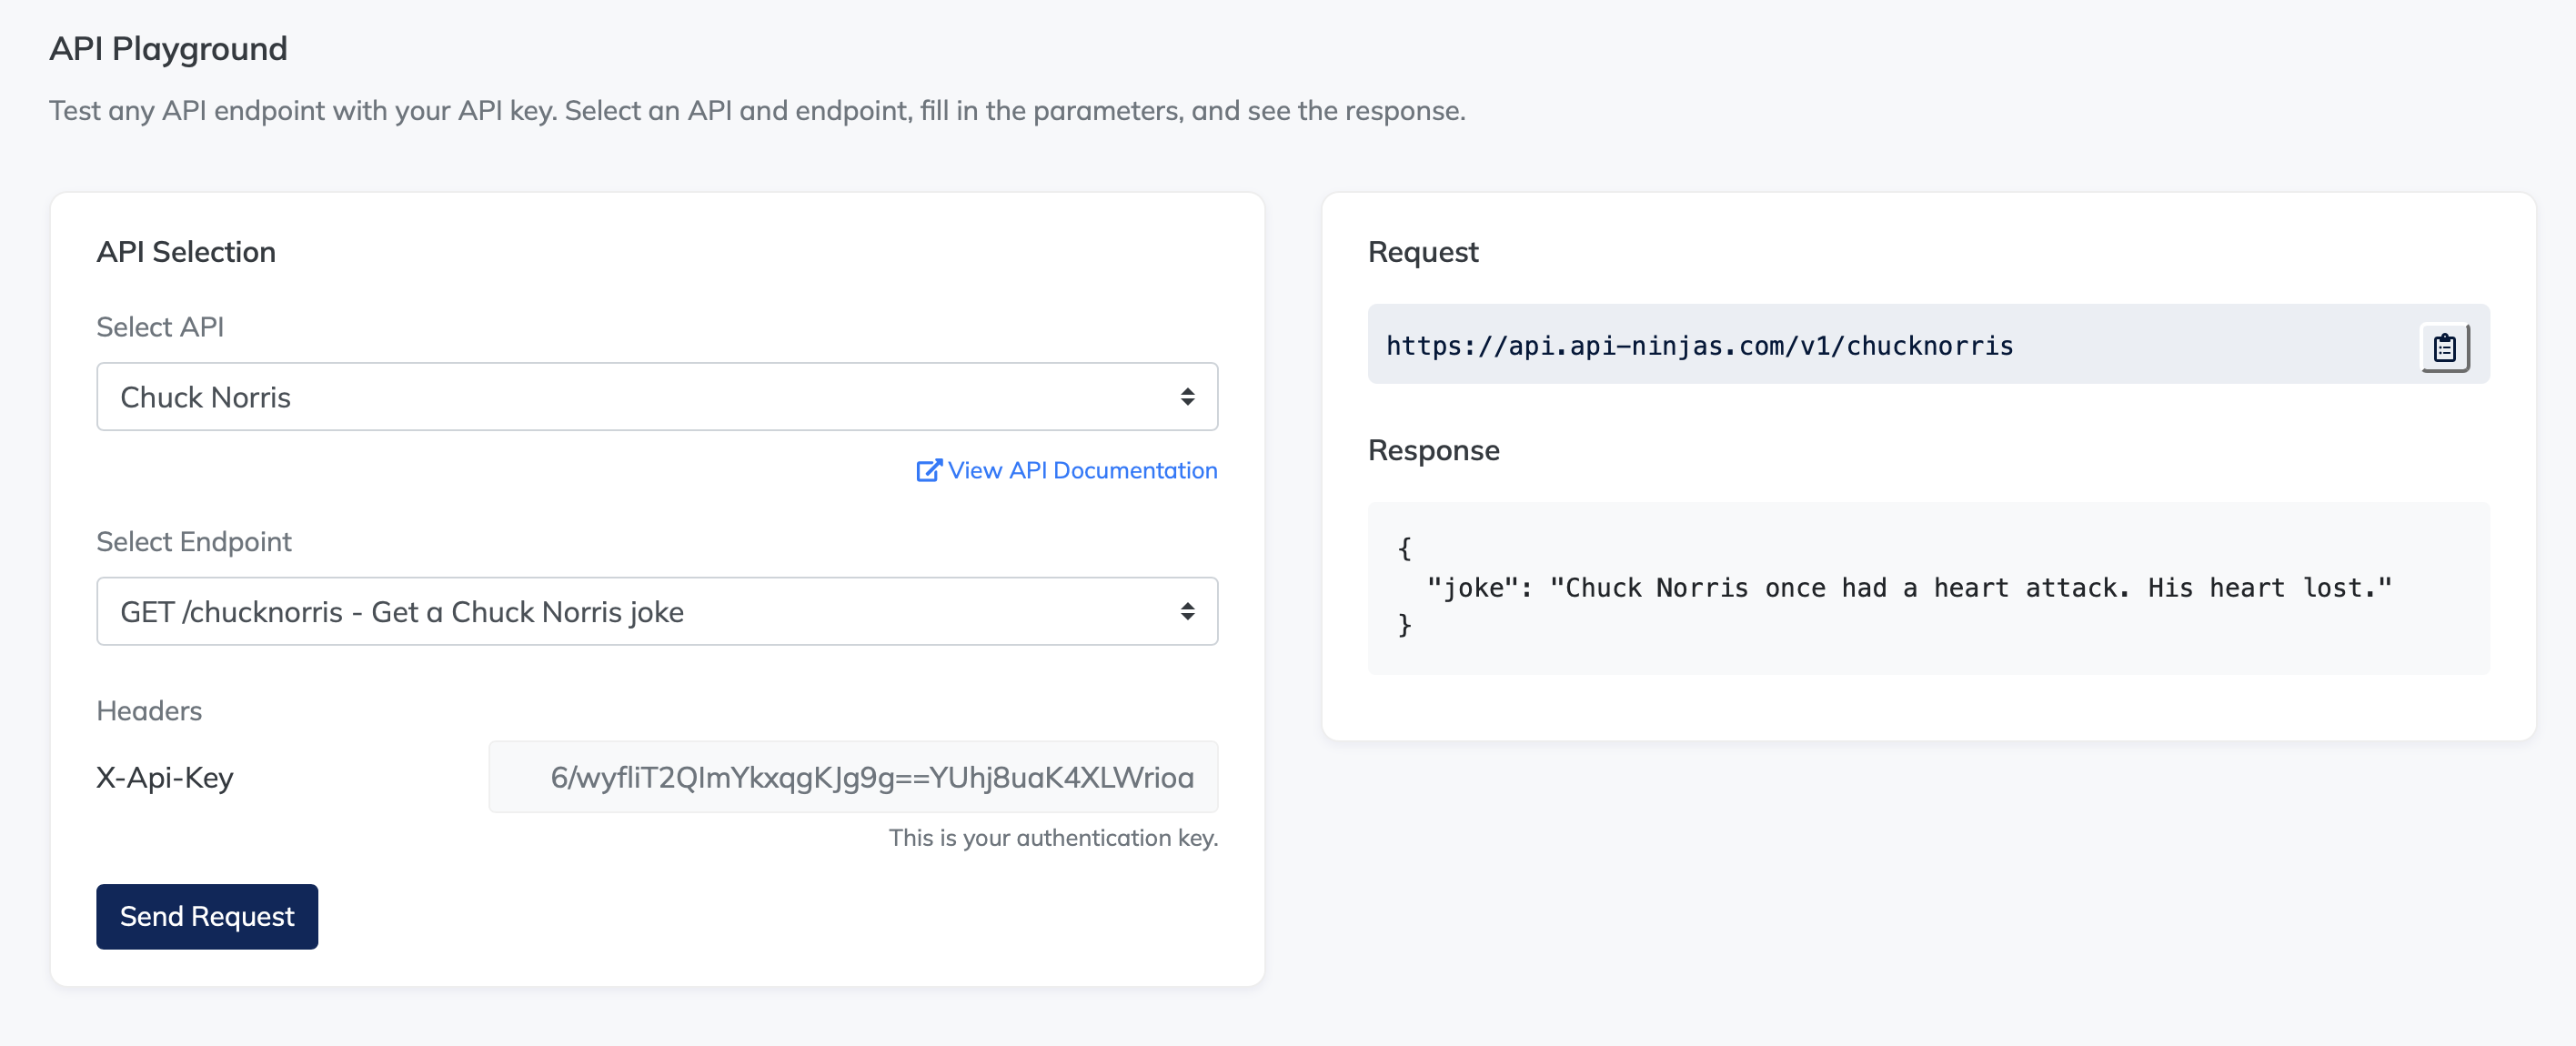 API Playground
Test any API endpoint with your API key. Select an API and endpoint, fill in the parameters, and see the response.
API Selection
Select API
Chuck Norris
View API Documentation
Select Endpoint
GET /chucknorris - Get a Chuck Norris joke
Headers
X-Api-Key
6/wyfliT2QImYkxqgKJg9g==YUhj8uaK4XLWrioa
This is your authentication key.
Send Request
Request
https://api.api-ninjas.com/v1/chucknorris
Response
{
"joke": "Chuck Norris once had a heart attack. His heart lost."
}